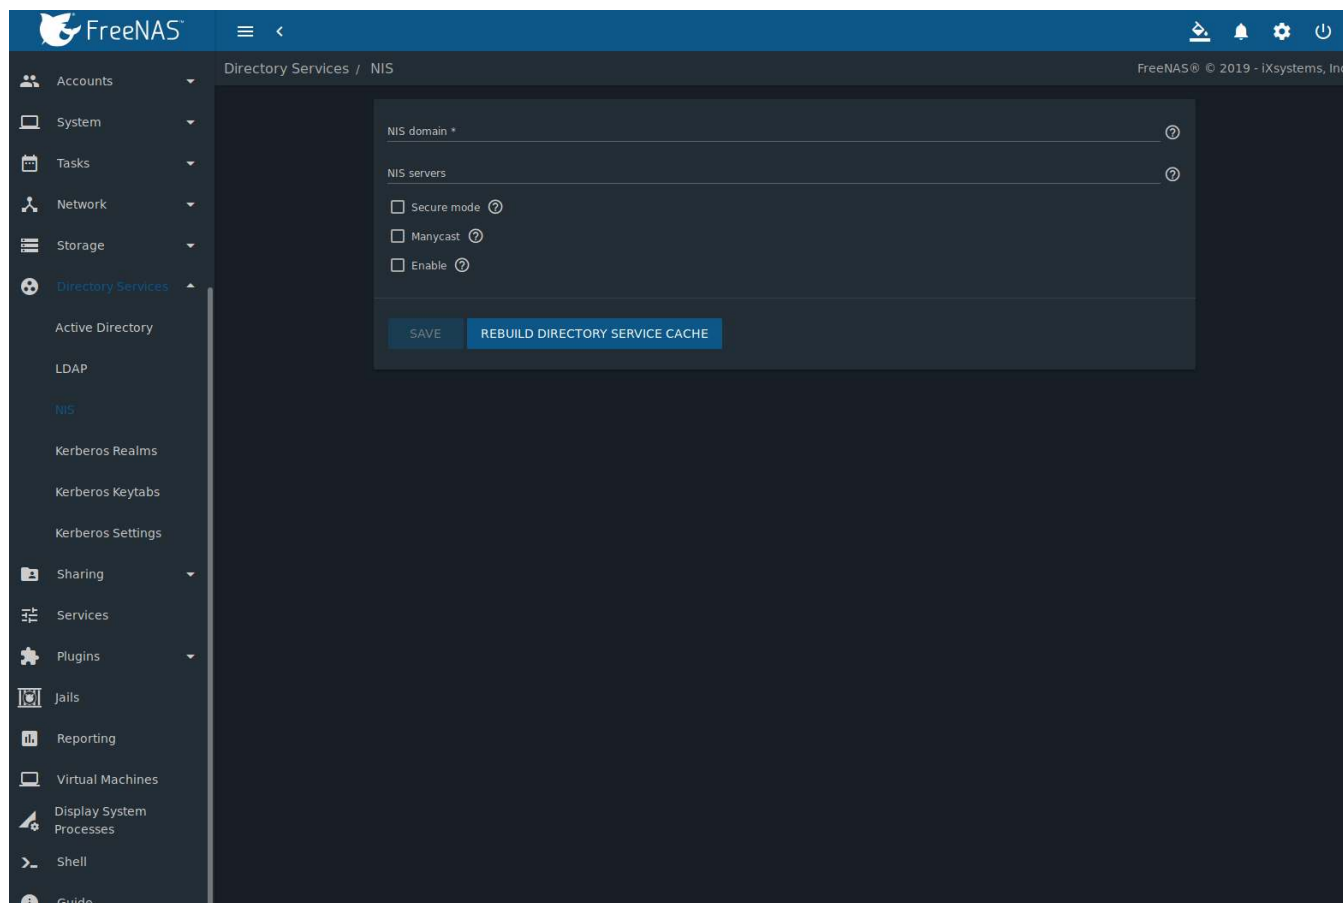 FreeNAS
Directory Services / NIS
FreeNAS® © 2019 - iXsystems, Inc
Accounts
System
Tasks
Network
Storage
Directory Services
Active Directory
LDAP
NIS
Kerberos Realms
Kerberos Keytabs
Kerberos Settings
Sharing
Services
Plugins
Jails
Reporting
Virtual Machines
Display System
Processes
Shell
Guide
NIS domain *
NIS servers
Secure mode
Manycast
Enable
SAVE
REBUILD DIRECTORY SERVICE CACHE